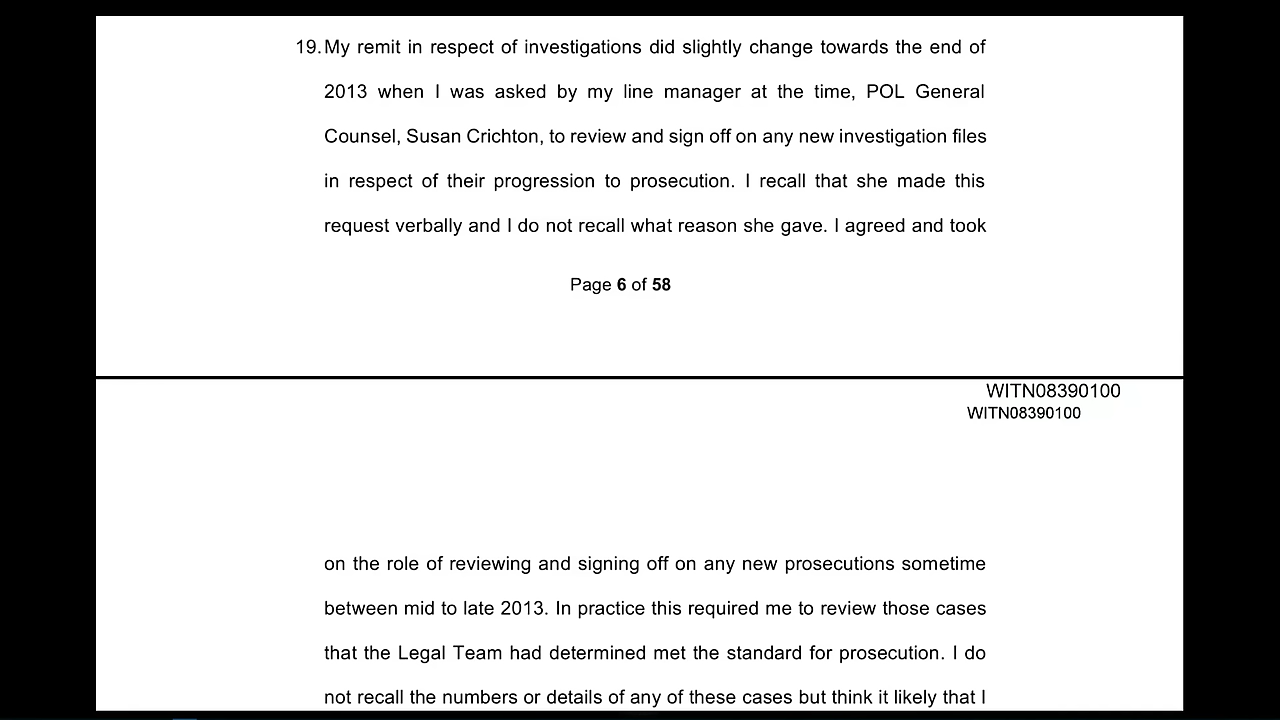 19. My remit in respect of investigations did slightly change towards the end of
2013 when I was asked by my line manager at the time, POL General
Counsel, Susan Crichton, to review and sign off on any new investigation files
in respect of their progression to prosecution. I recall that she made this
request verbally and I do not recall what reason she gave. I agreed and took
Page 6 of 58
WITN08390100
WITN08390100
on the role of reviewing and signing off on any new prosecutions sometime
between mid to late 2013. In practice this required me to review those cases
that the Legal Team had determined met the standard for prosecution. I do
not recall the numbers or details of any of these cases but think it likely that I